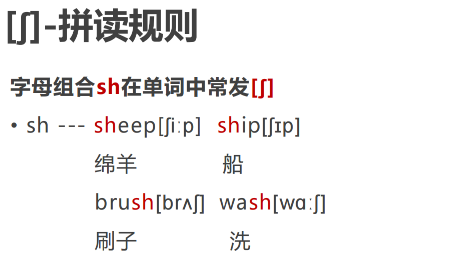 [ʃ]-拼读规则
字母组合sh在单词中常发[ʃ]
• sh --- sheep[ʃiːp] ship[ʃɪp]
绵羊 船
brush[brʌʃ] wash[wɑːʃ]
刷子 洗